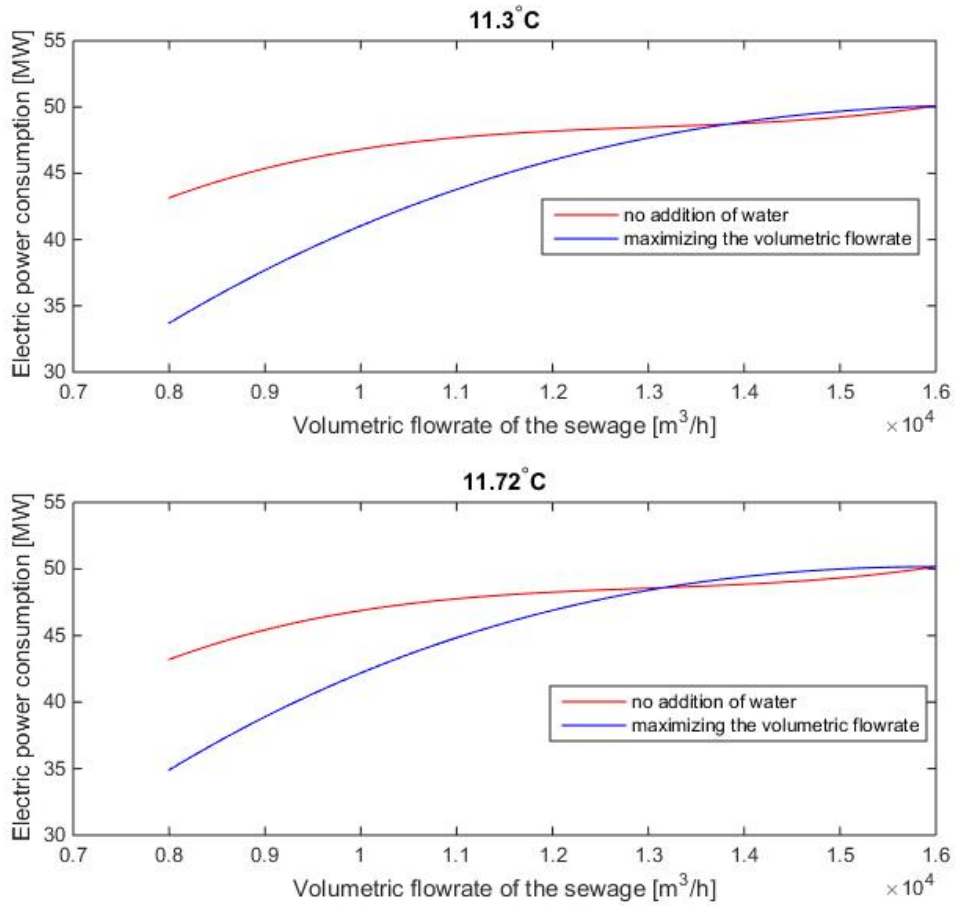 11.3°C
Electric power consumption [MW]
55
50
45
40
35
30
no addition of water
maximizing the volumetric flowrate
0.7 0.8 0.9 1 1.1 1.2 1.3 1.4 1.5 1.6
Volumetric flowrate of the sewage [m³/h]
×10⁴
11.72°C
Electric power consumption [MW]
55
50
45
40
35
30
no addition of water
maximizing the volumetric flowrate
0.7 0.8 0.9 1 1.1 1.2 1.3 1.4 1.5 1.6
Volumetric flowrate of the sewage [m³/h]
×10⁴